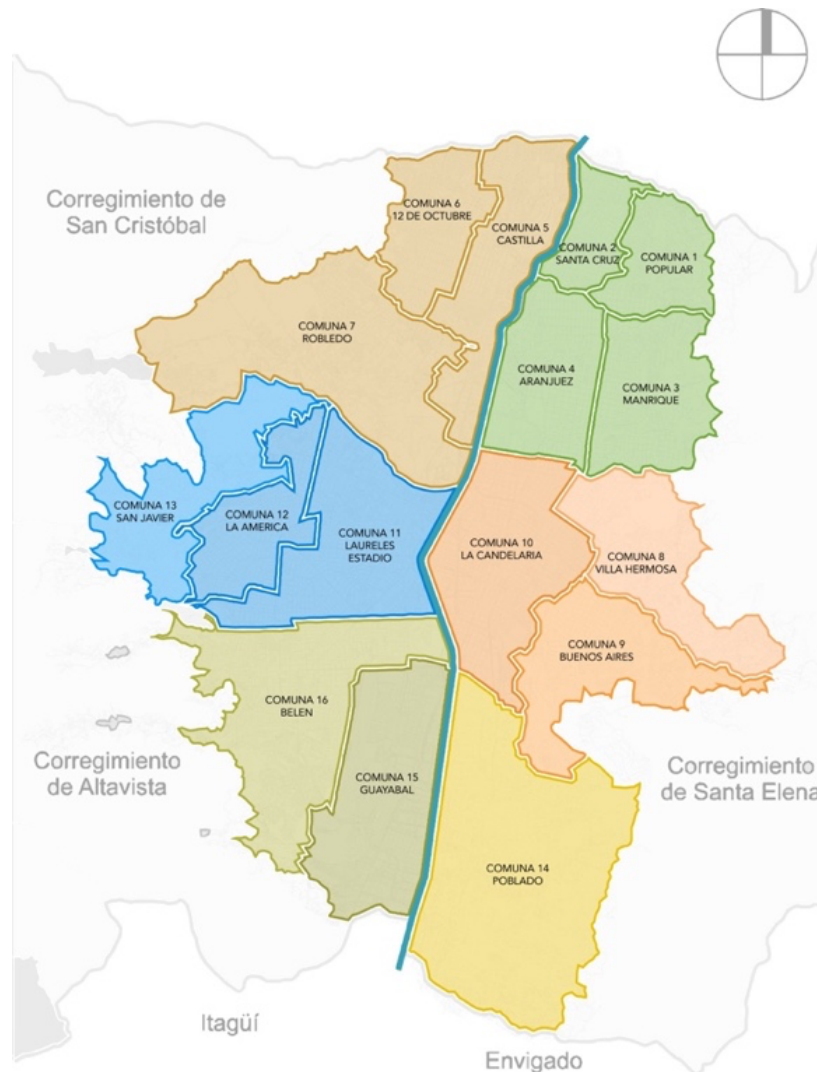 Corregimiento de
San Cristóbal
COMUNA 6
12 DE OCTUBRE
COMUNA 5
CASTILLA
COMUNA 2
SANTA CRUZ
COMUNA 1
POPULAR
COMUNA 7
ROBLEDO
COMUNA 4
ARANJUEZ
COMUNA 3
MANRIQUE
COMUNA 13
SAN JAVIER
COMUNA 12
LA AMERICA
COMUNA 11
LAURELES
ESTADIO
COMUNA 10
LA CANDELARIA
COMUNA 8
VILLA HERMOSA
COMUNA 9
BUENOS AIRES
COMUNA 16
BELEN
COMUNA 15
GUAYABAL
Corregimiento
de Altavista
Corregimiento
de Santa Elena
COMUNA 14
POBLADO
Itagüí
Envigado